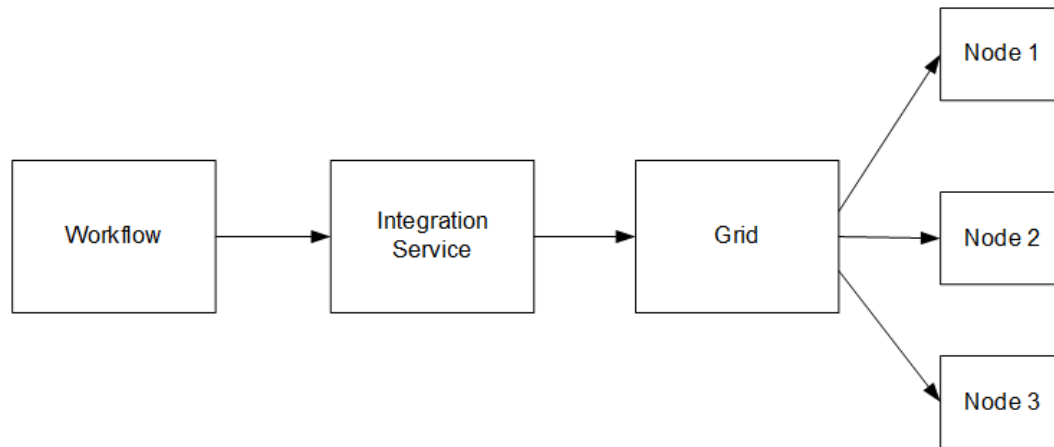 Node 1
Workflow
Integration
Service
Grid
Node 2
Node 3